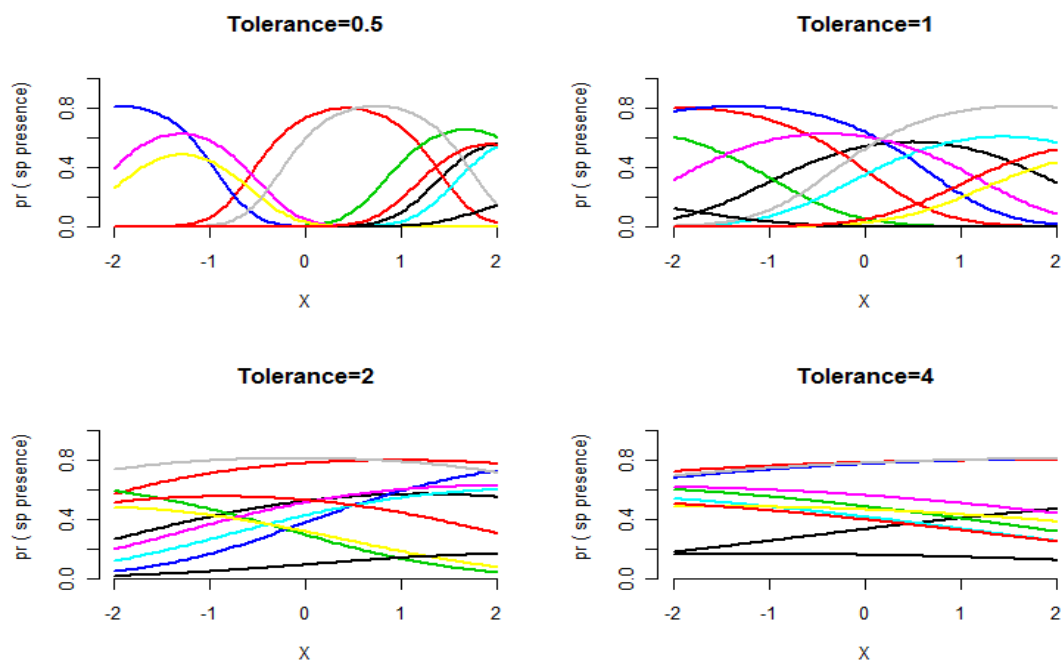 Tolerance=0.5
pr ( sp presence)
0.8
0.4
0.0
-2 -1 0 1 2
X
Tolerance=1
pr ( sp presence)
0.8
0.4
0.0
-2 -1 0 1 2
X
Tolerance=2
pr ( sp presence)
0.8
0.4
0.0
-2 -1 0 1 2
X
Tolerance=4
pr ( sp presence)
0.8
0.4
0.0
-2 -1 0 1 2
X